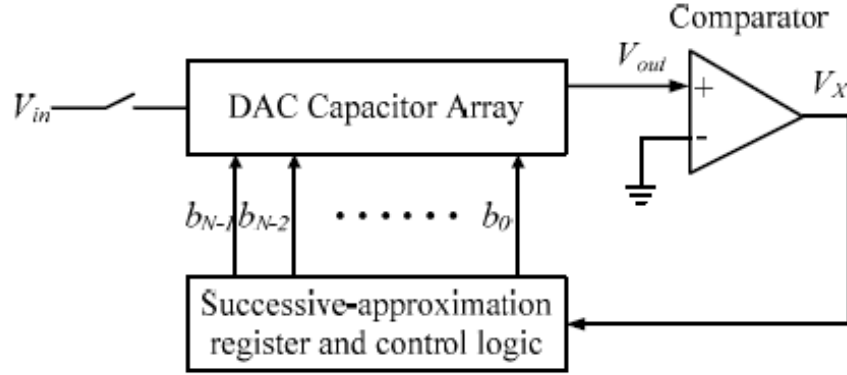 Comparator
V_in
DAC Capacitor Array
V_out
+
-
V_X
b_N-1 b_N-2 ...... b_0
Successive-approximation
register and control logic